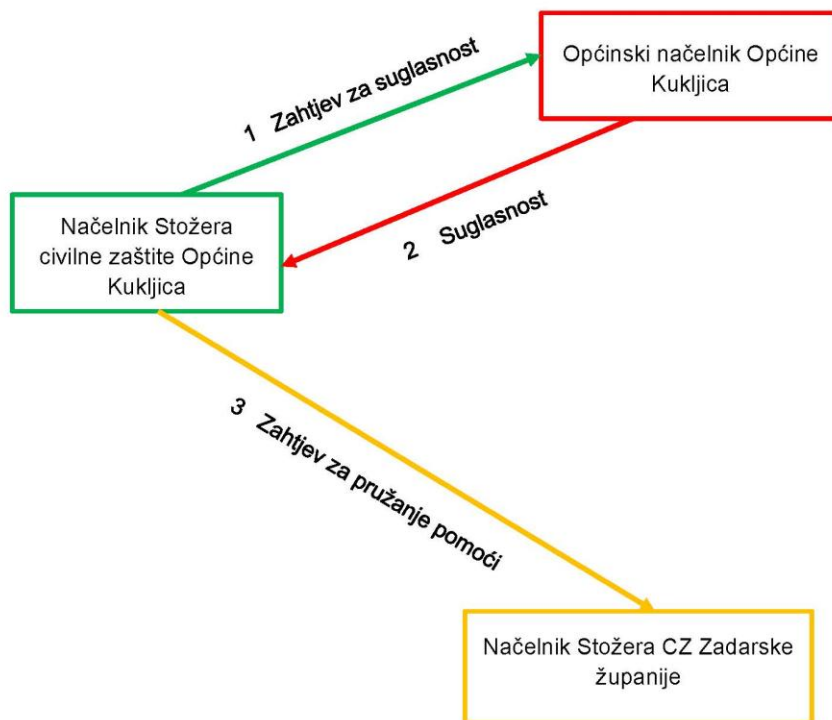 Općinski načelnik Općine
Kukljica
1 Zahtjev za suglasnost
2 Suglasnost
Načelnik Stožera
civilne zaštite Općine
Kukljica
3 Zahtjev za pružanje pomoći
Načelnik Stožera CZ Zadarske
županije